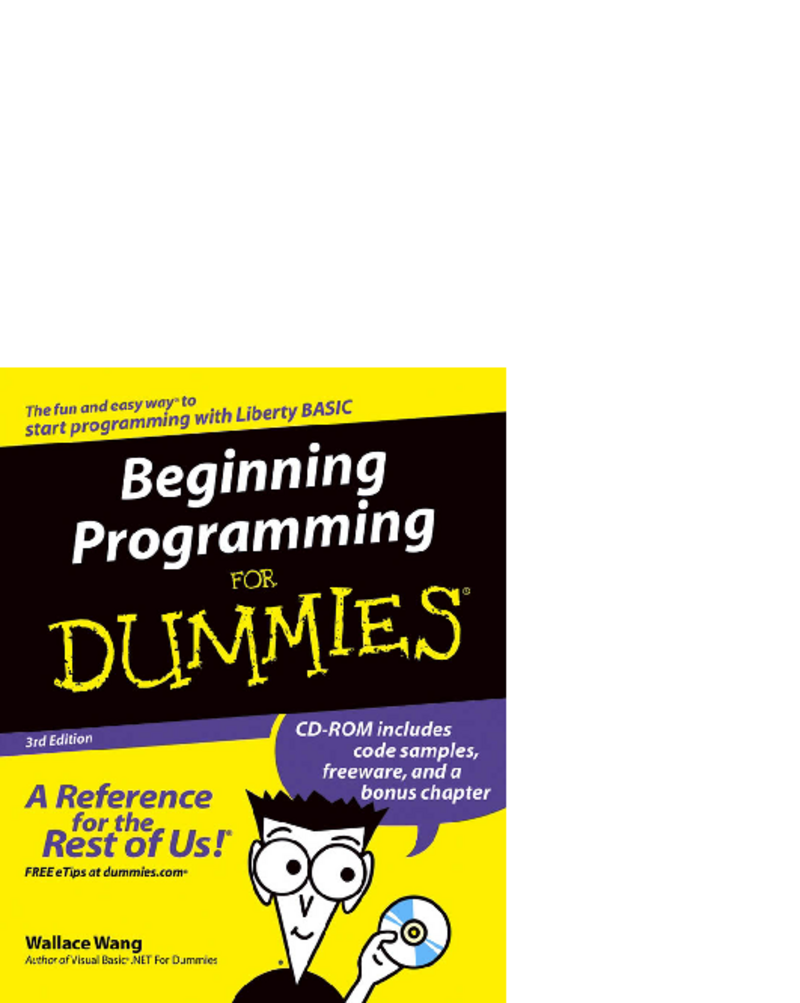 The fun and easy way® to
start programming with Liberty BASIC
Beginning
Programming
FOR
DUMMIES®
3rd Edition
CD-ROM includes
code samples,
freeware, and a
bonus chapter
A Reference
for the
Rest of Us!®
FREE eTips at dummies.com®
Wallace Wang
Author of Visual Basic® .NET For Dummies